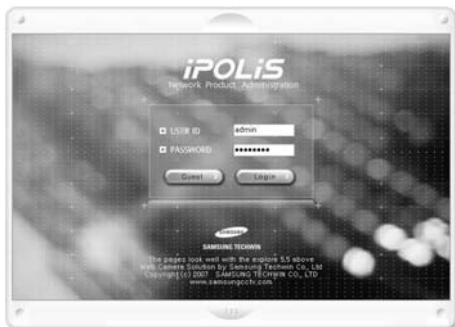 iPOLiS
Network Product Administration
USER ID
admin
PASSWORD
••••••••
Guest
Login
SAMSUNG
SAMSUNG TECHWIN
The pages look well with the explore 5,5 above
Web Camera Solution by Samsung Techwin Co,, Ltd
Copyright(c) 2007 SAMSUNG TECHWIN CO,, LTD
www,samsungcctv,com